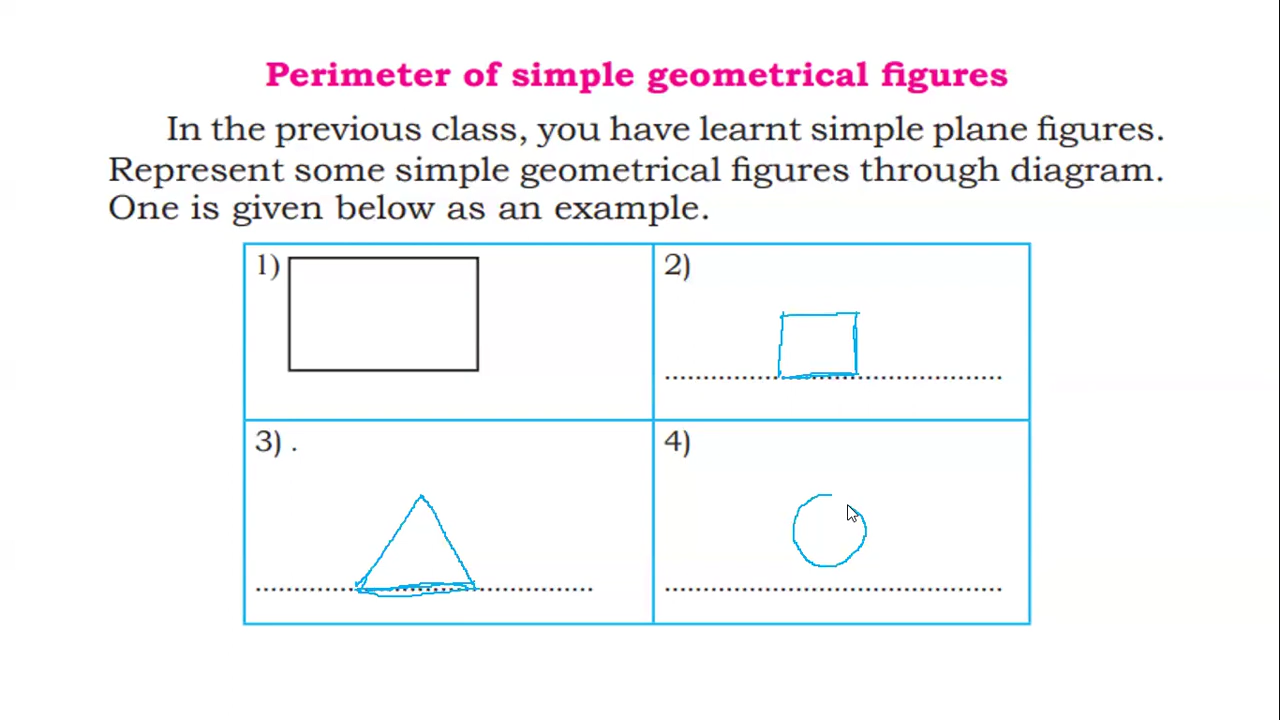 Perimeter of simple geometrical figures
In the previous class, you have learnt simple plane figures.
Represent some simple geometrical figures through diagram.
One is given below as an example.
1)
2)
...........................................
3) .
4)
...........................................
...........................................